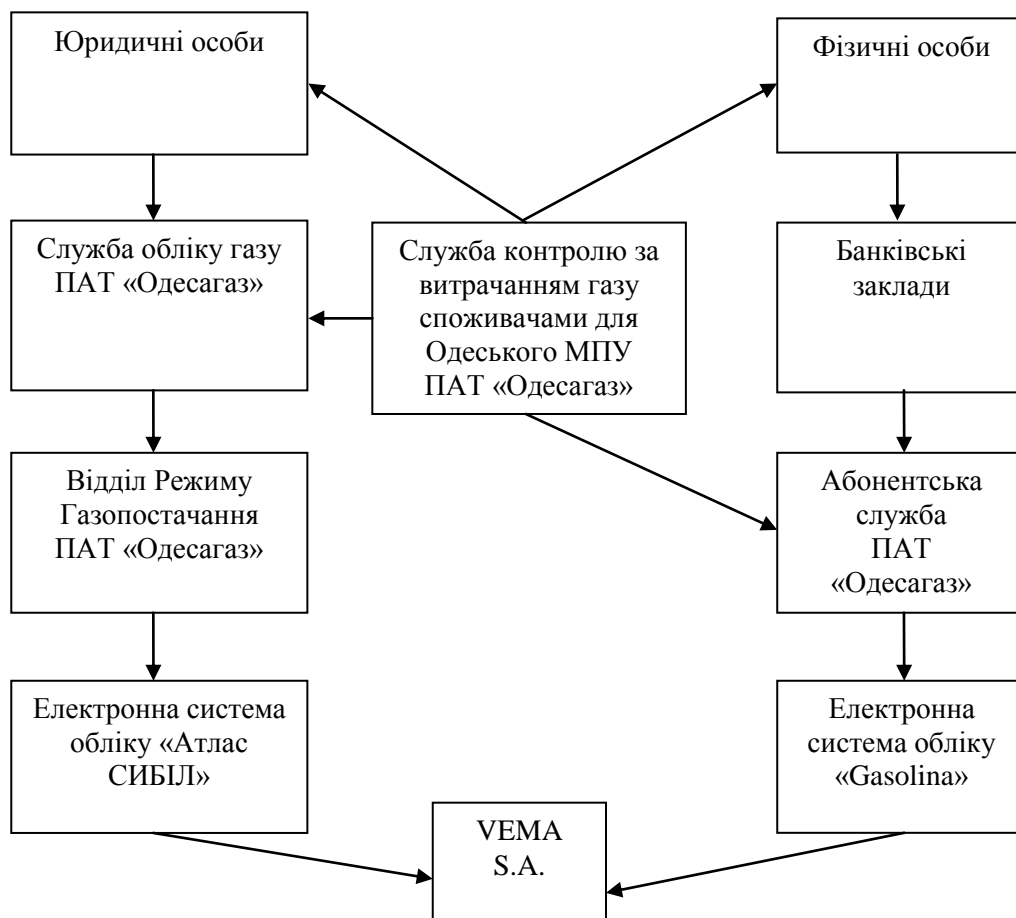 Юридичні особи
Фізичні особи
Служба обліку газу
ПАТ «Одесагаз»
Служба контролю за
витрачанням газу
споживачами для
Одеського МПУ
ПАТ «Одесагаз»
Банківські
заклади
Відділ Режиму
Газопостачання
ПАТ «Одесагаз»
Абонентська
служба
ПАТ
«Одесагаз»
Електронна система
обліку «Атлас
СИБІЛ»
Електронна
система обліку
«Gasolina»
VEMA
S.A.